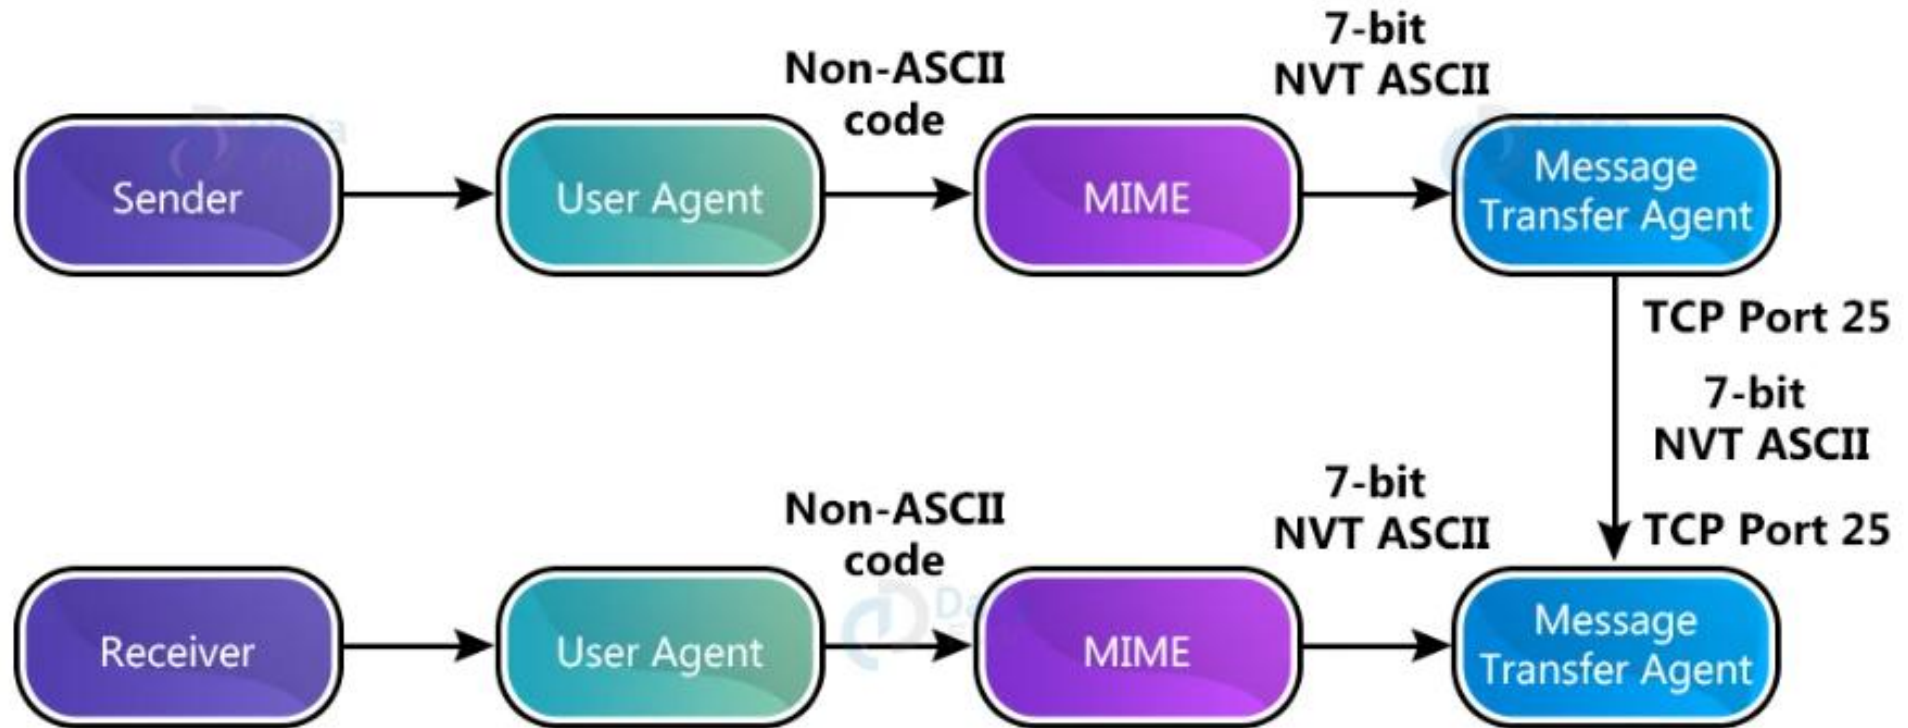 7-bit
NVT ASCII
Non-ASCII
code
Sender
User Agent
MIME
Message
Transfer Agent
TCP Port 25
7-bit
NVT ASCII
TCP Port 25
7-bit
NVT ASCII
Non-ASCII
code
Receiver
User Agent
MIME
Message
Transfer Agent